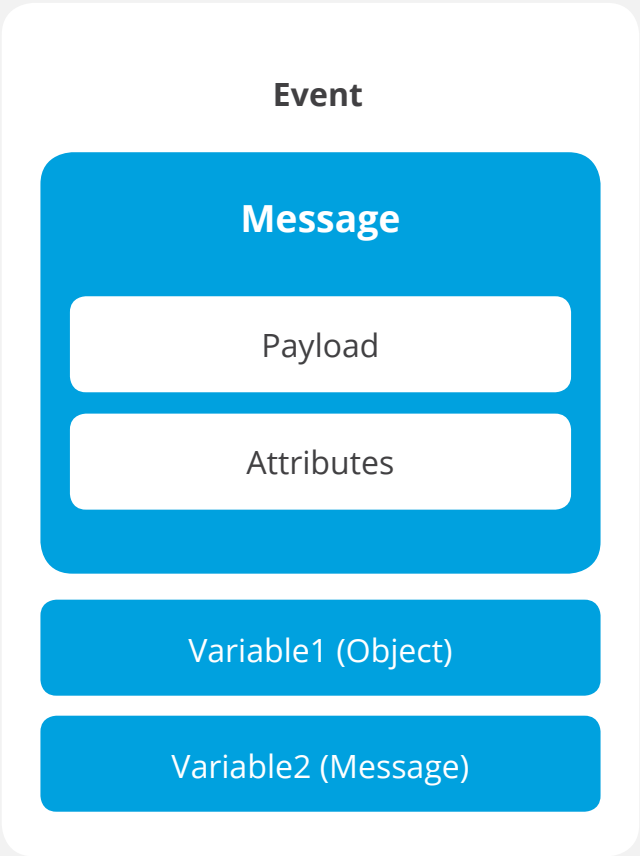 Event
Message
Payload
Attributes
Variable1 (Object)
Variable2 (Message)